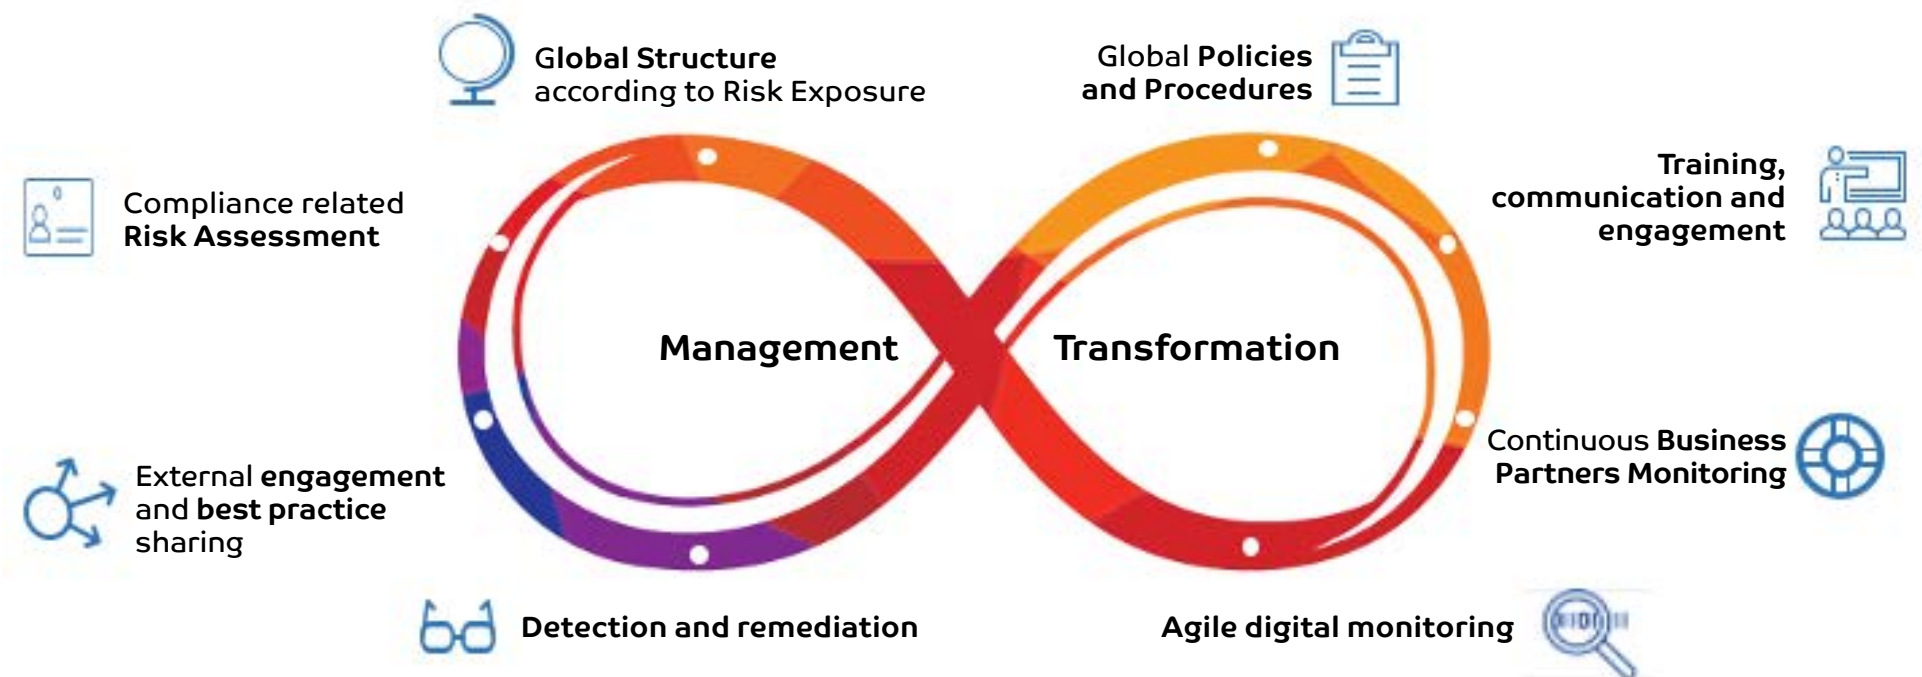 Global Structure
according to Risk Exposure
Global Policies
and Procedures
Compliance related
Risk Assessment
Training,
communication and
engagement
Management
Transformation
External engagement
and best practice
sharing
Continuous Business
Partners Monitoring
Detection and remediation
Agile digital monitoring